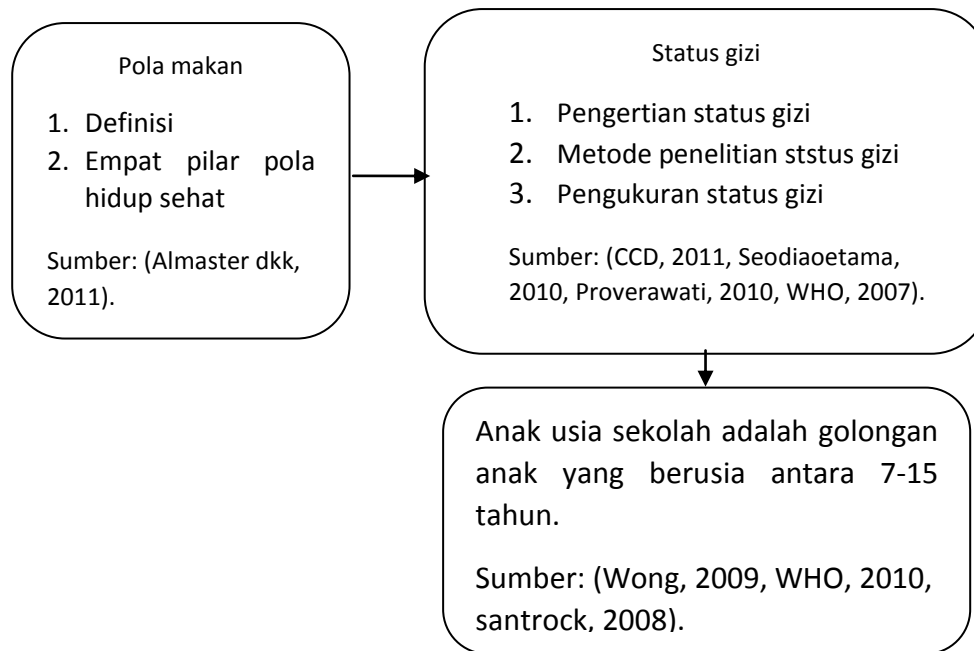 Pola makan
1. Definisi
2. Empat pilar pola
hidup sehat
Sumber: (Almaster dkk,
2011).
Status gizi
1. Pengertian status gizi
2. Metode penelitian ststus gizi
3. Pengukuran status gizi
Sumber: (CCD, 2011, Seodiaoetama,
2010, Proverawati, 2010, WHO, 2007).
Anak usia sekolah adalah golongan
anak yang berusia antara 7-15
tahun.
Sumber: (Wong, 2009, WHO, 2010,
santrock, 2008).